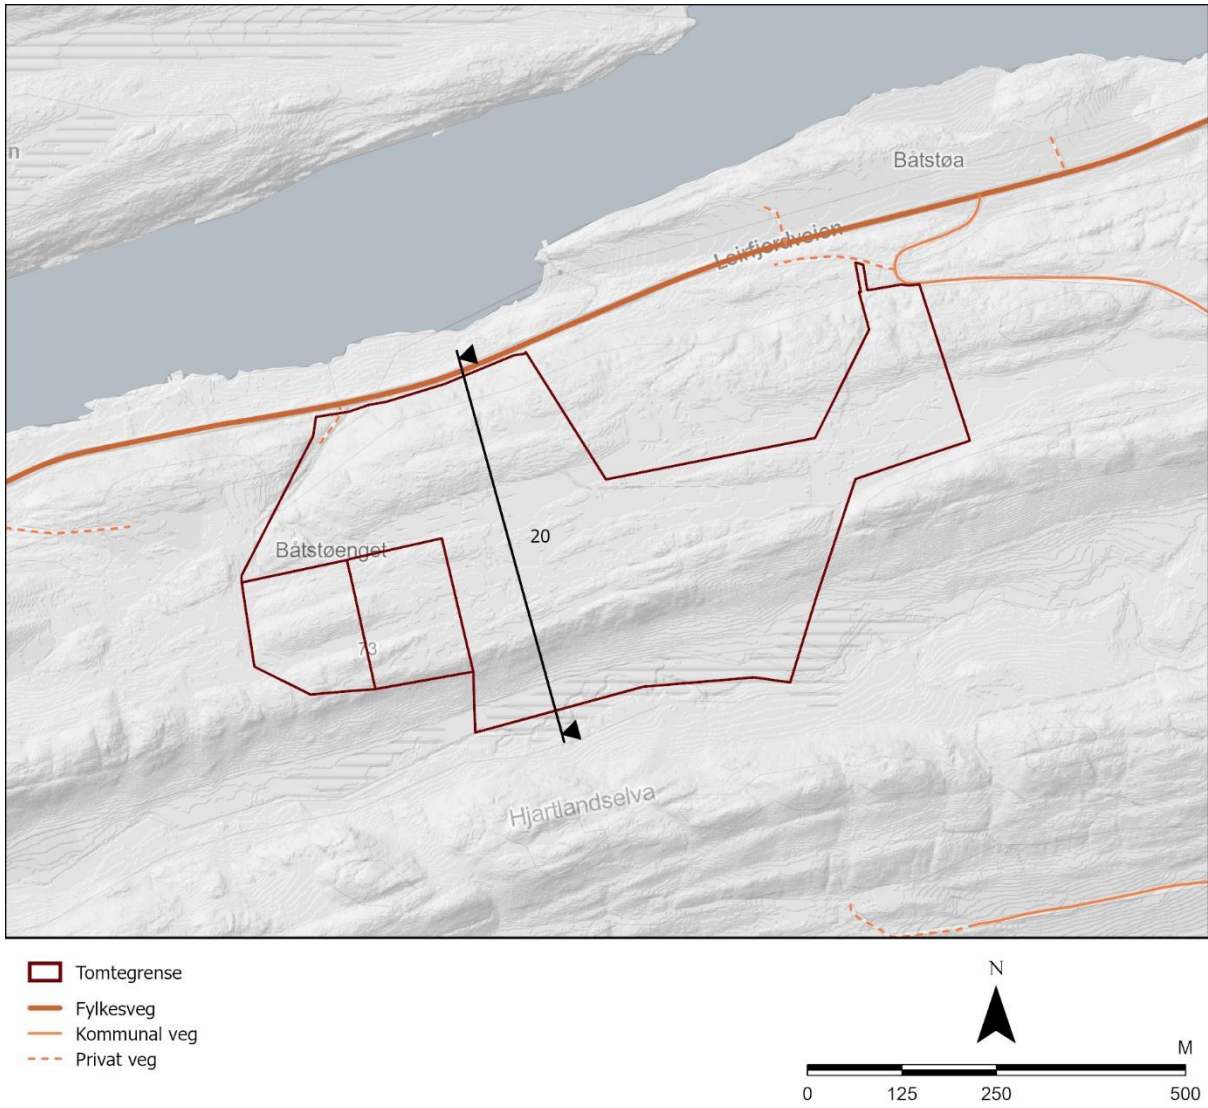 n
Båtstøa
Leirfjordveien
20
Båtstøenget
73
Hjartlandselva
Tomtegrense
Fylkesveg
Kommunal veg
Privat veg
N
M
0 125 250 500